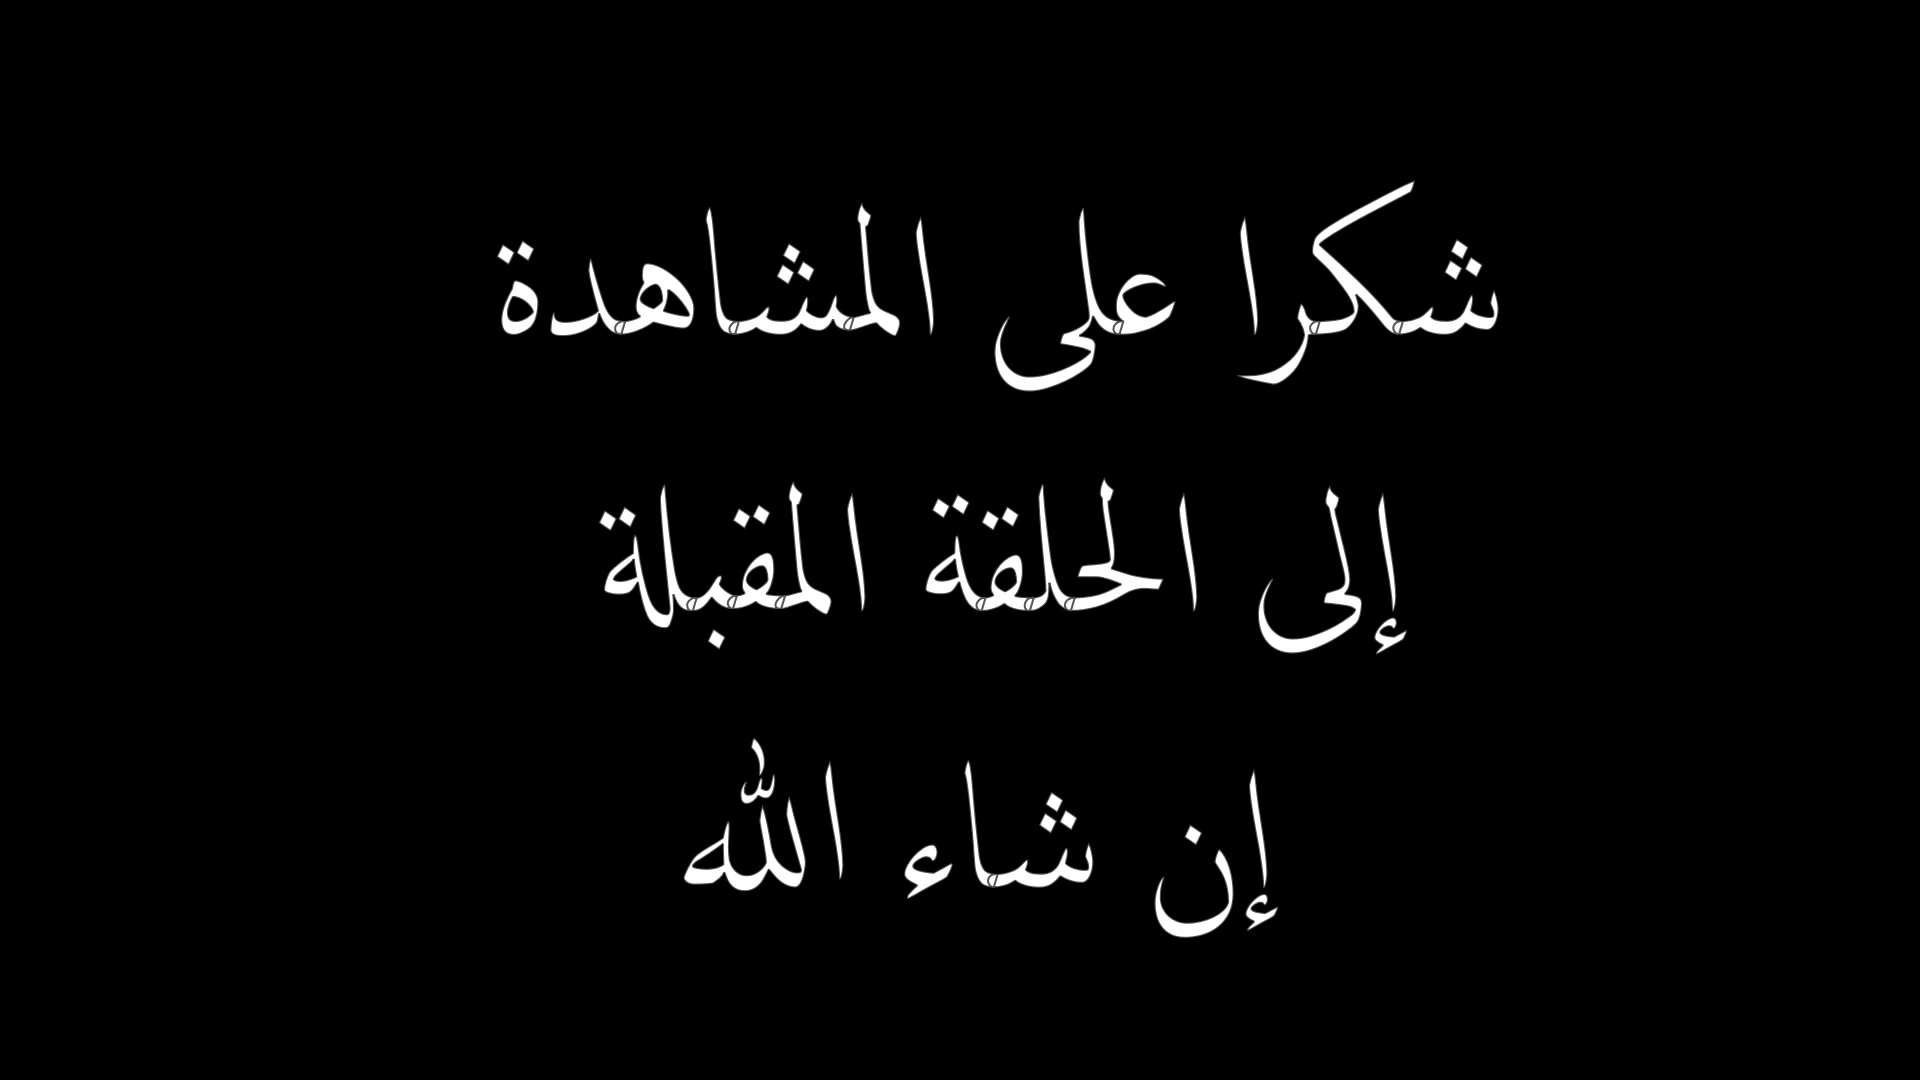 شكرا على المشاهدة
إلى الحلقة المقبلة
إن شاء الله